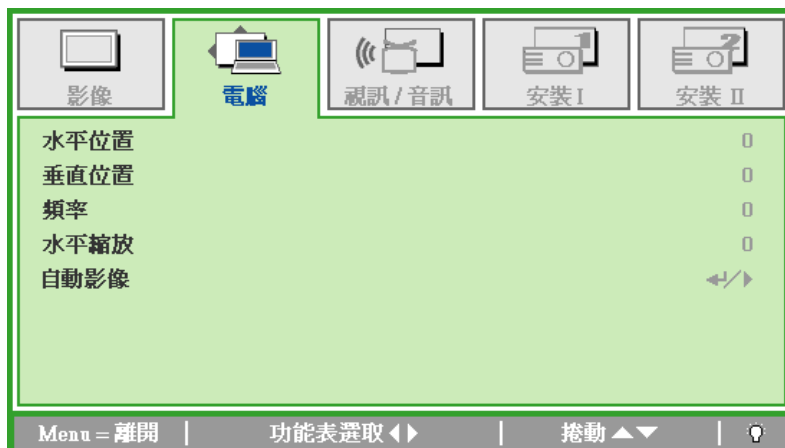 影像 電腦 視訊 / 音訊 安裝 I 安裝 II
水平位置 0
垂直位置 0
頻率 0
水平縮放 0
自動影像
Menu = 離開 功能表選取 捲動